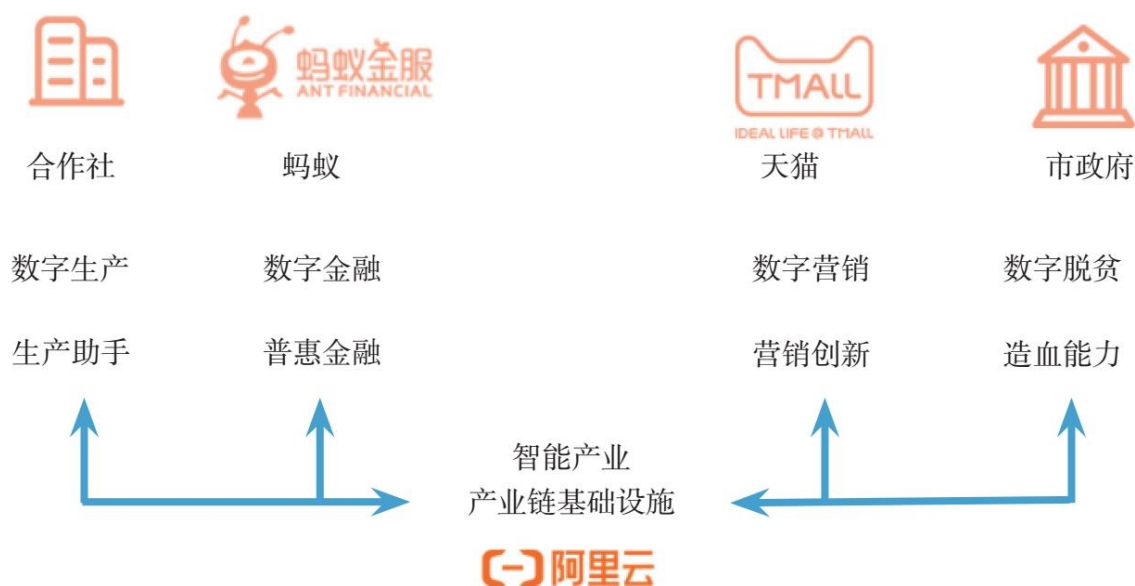 蚂蚁金服
ANT FINANCIAL
TMALL
IDEAL LIFE@TMALL
合作社 蚂蚁 天猫 市政府
数字生产 数字金融 数字营销 数字脱贫
生产助手 普惠金融 营销创新 造血能力
智能产业
产业链基础设施
阿里云